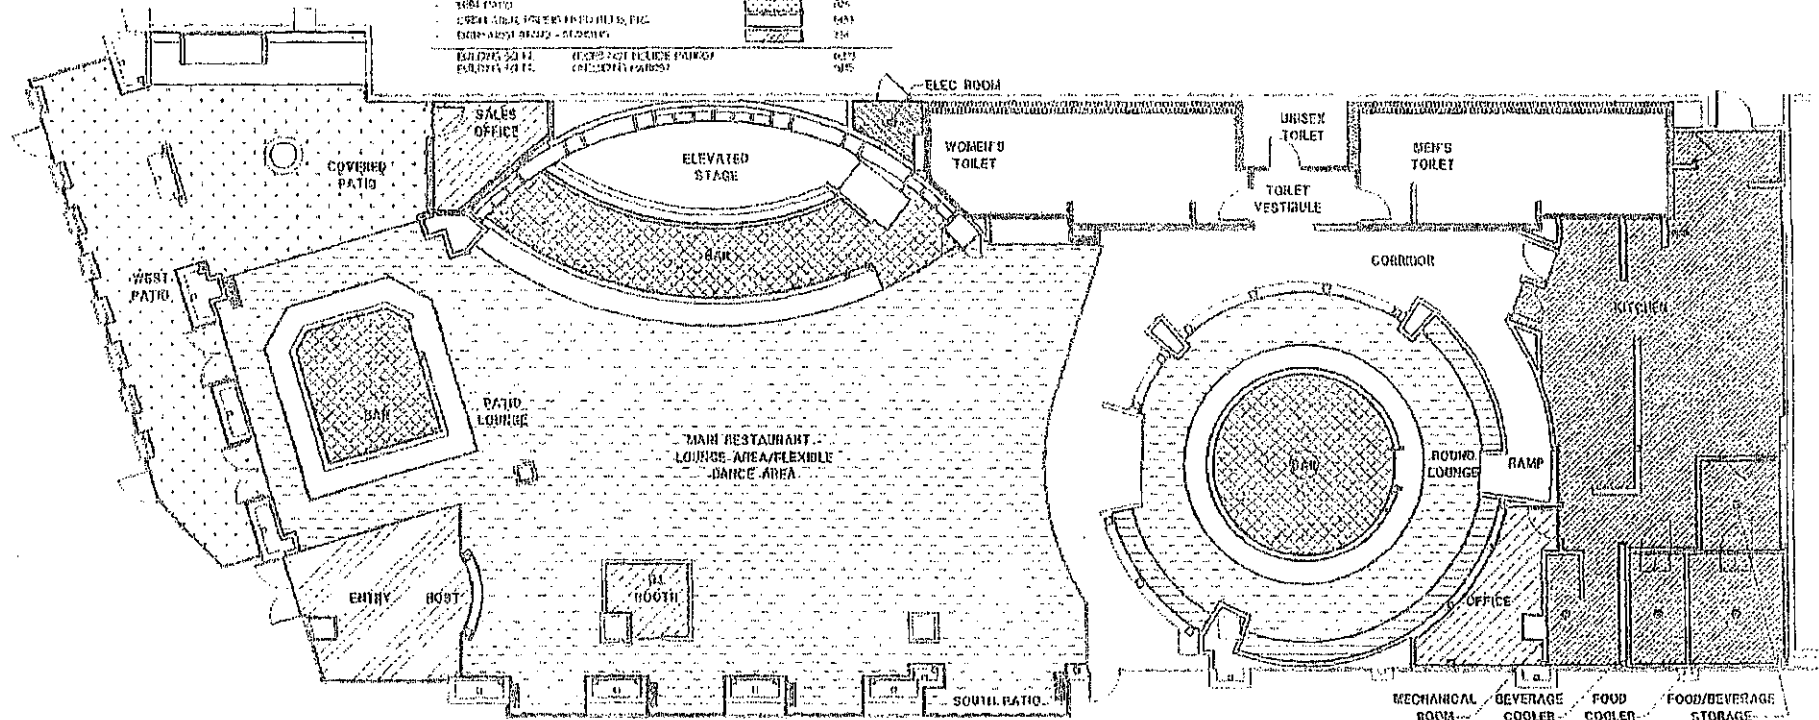 ELEC ROOM
SALES
OFFICE
ELEVATED
STAGE
WOMEN'S
TOILET
UNISEX
TOILET
MEN'S
TOILET
TOILET
VESTIBULE
COVERED
PATIO
WEST
PATIO
BAR
CORRIDOR
KITCHEN
BAR
PATIO
LOUNGE
MAIN RESTAURANT -
LOUNGE AREA/FLEXIBLE
DANCE AREA
BAR
ROUND
LOUNGE
RAMP
ENTRY
HOST
DJ
BOOTH
OFFICE
SOUTH PATIO
MECHANICAL
ROOM
BEVERAGE
COOLER
FOOD
COOLER
FOOD/BEVERAGE
STORAGE